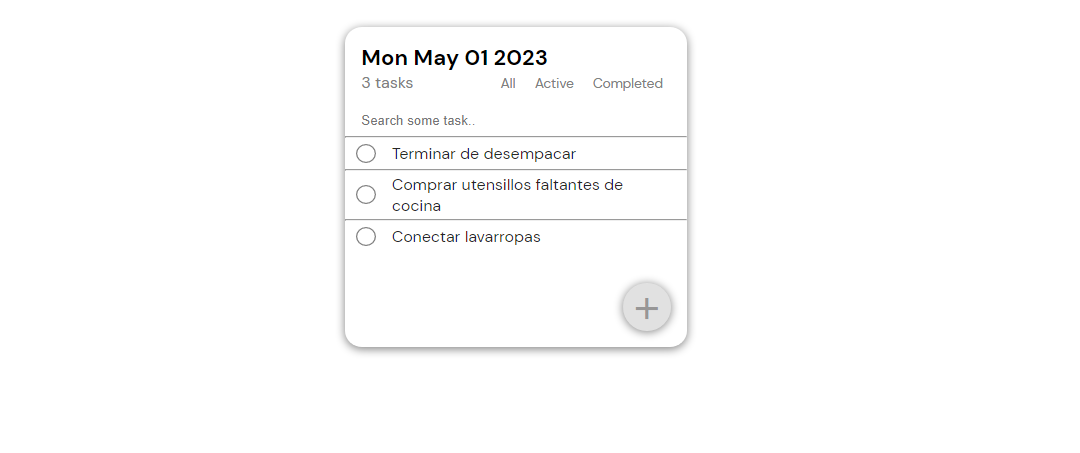 Mon May 01 2023
3 tasks All Active Completed
Search some task..
Terminar de desempacar
Comprar utensillos faltantes de
cocina
Conectar lavarropas
+